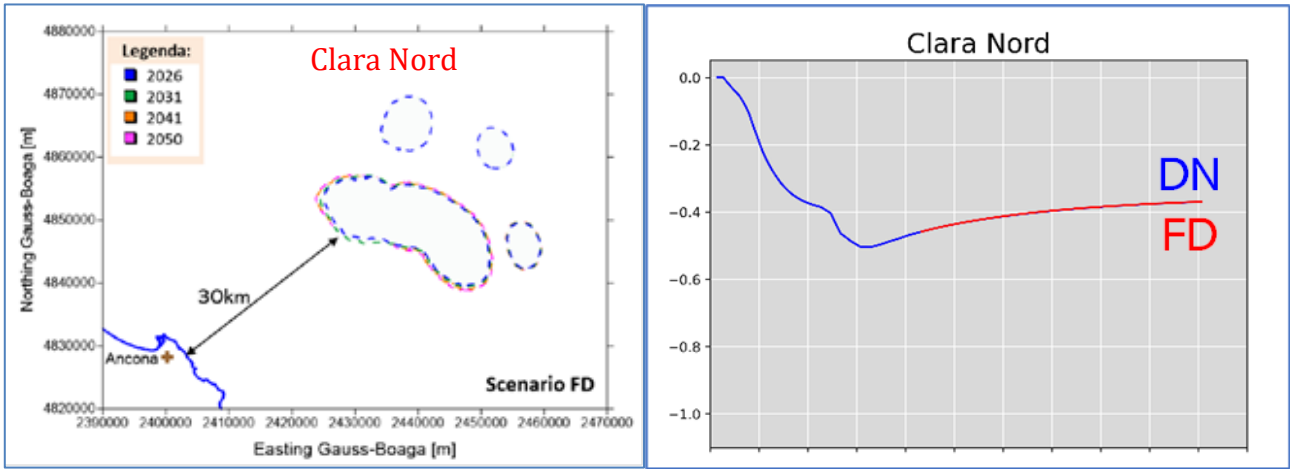 Clara Nord
Legenda:
2026
2031
2041
2050
4880000
4870000
4860000
4850000
4840000
4830000
4820000
Northing Gauss-Boaga [m]
30km
Ancona
Scenario FD
2390000 2400000 2410000 2420000 2430000 2440000 2450000 2460000 2470000
Easting Gauss-Boaga [m]
Clara Nord
0.0
−0.2
−0.4
−0.6
−0.8
−1.0
DN
FD